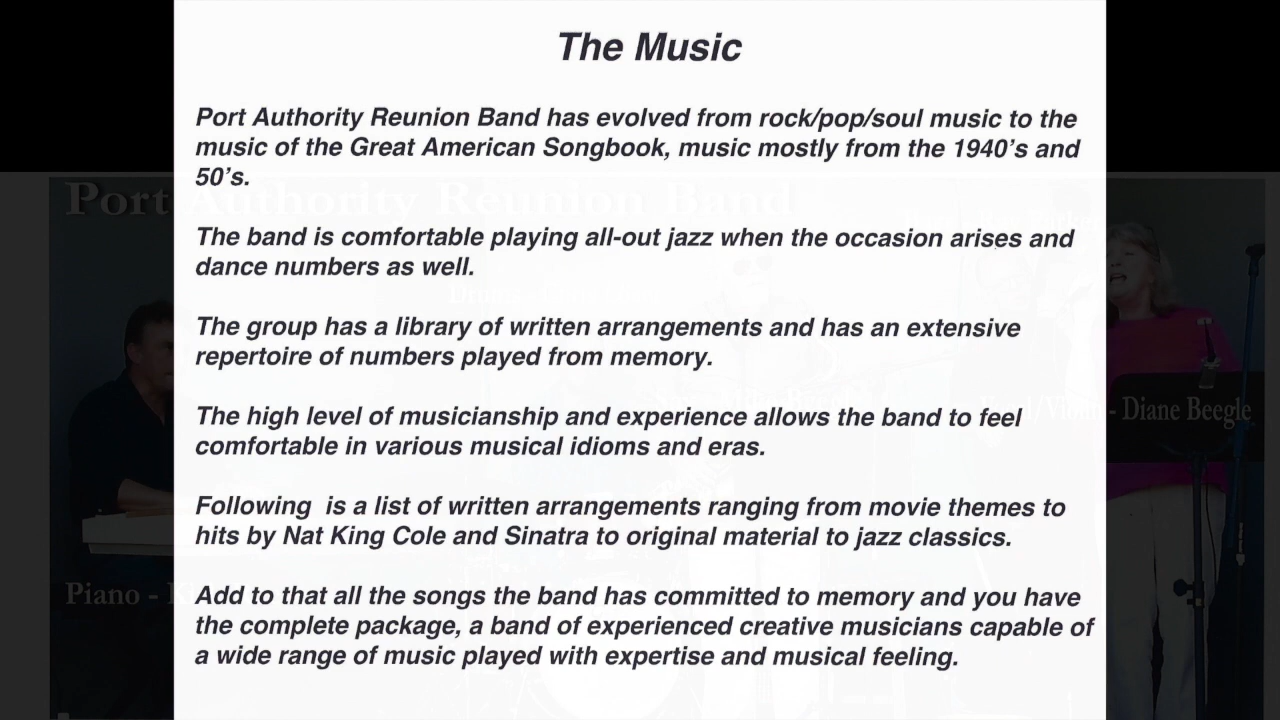 The Music
Port Authority Reunion Band has evolved from rock/pop/soul music to the
music of the Great American Songbook, music mostly from the 1940's and
50's.
Port Authority Reunion Band
The band is comfortable playing all-out jazz when the occasion arises and
dance numbers as well.
The group has a library of written arrangements and has an extensive
repertoire of numbers played from memory.
The high level of musicianship and experience allows the band to feel
- Diane Beegle
comfortable in various musical idioms and eras.
Following  is a list of written arrangements ranging from movie themes to
hits by Nat King Cole and Sinatra to original material to jazz classics.
Piano -
Add to that all the songs the band has committed to memory and you have
the complete package, a band of experienced creative musicians capable of
a wide range of music played with expertise and musical feeling.